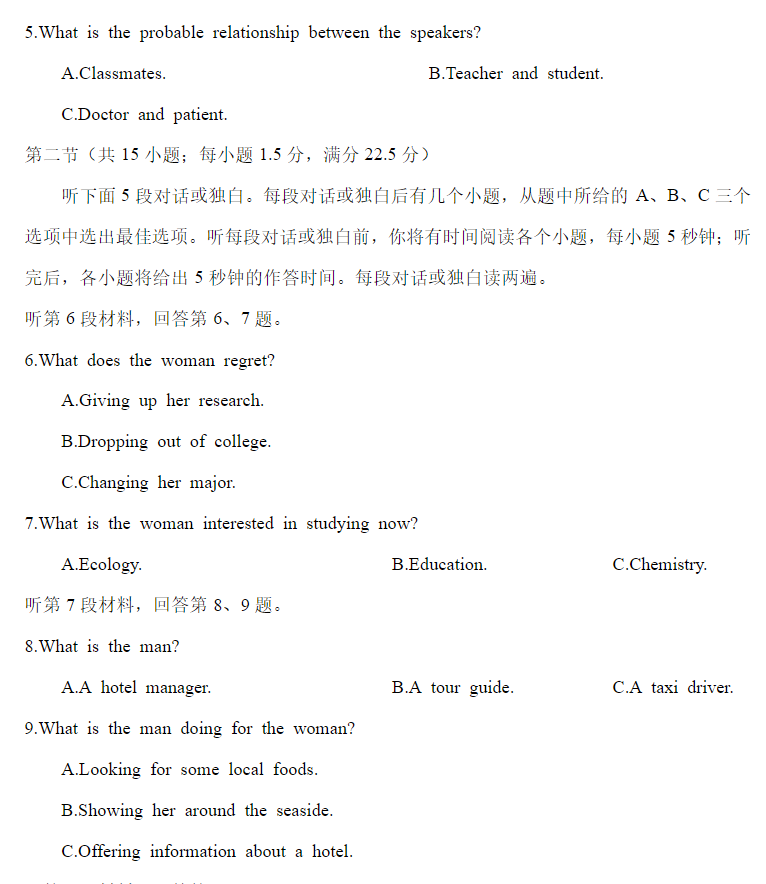 5.What is the probable relationship between the speakers?
A.Classmates. B.Teacher and student.
C.Doctor and patient.
第二节（共 15 小题；每小题 1.5 分，满分 22.5 分）
听下面 5 段对话或独白。每段对话或独白后有几个小题，从题中所给的 A、B、C 三个
选项中选出最佳选项。听每段对话或独白前，你将有时间阅读各个小题，每小题 5 秒钟；听
完后，各小题将给出 5 秒钟的作答时间。每段对话或独白读两遍。
听第 6 段材料，回答第 6、7 题。
6.What does the woman regret?
A.Giving up her research.
B.Dropping out of college.
C.Changing her major.
7.What is the woman interested in studying now?
A.Ecology. B.Education. C.Chemistry.
听第 7 段材料，回答第 8、9 题。
8.What is the man?
A.A hotel manager. B.A tour guide. C.A taxi driver.
9.What is the man doing for the woman?
A.Looking for some local foods.
B.Showing her around the seaside.
C.Offering information about a hotel.